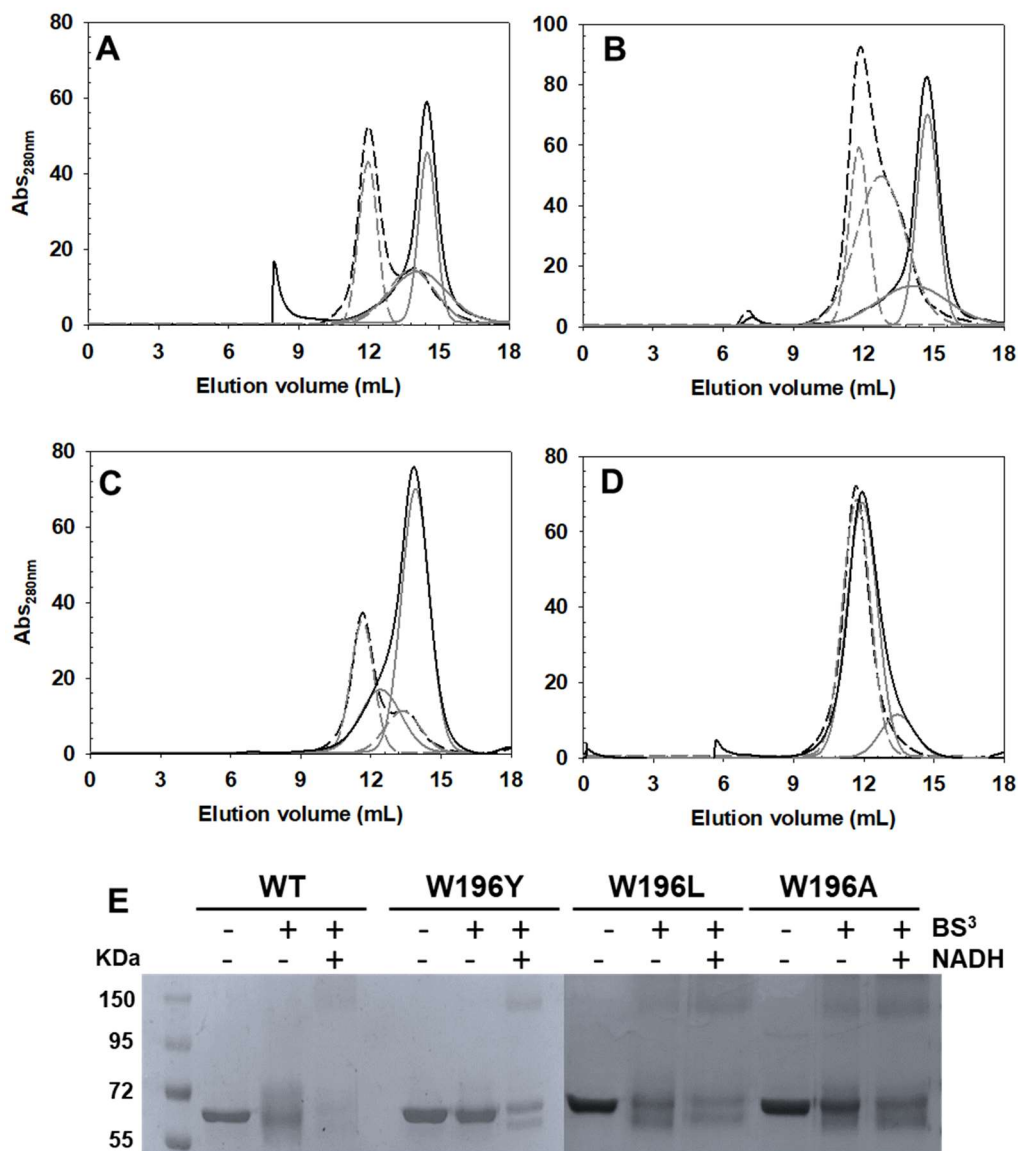 A
B
80
60
40
20
0
Abs280nm
0 3 6 9 12 15 18
Elution volume (mL)
100
80
60
40
20
0
0 3 6 9 12 15 18
Elution volume (mL)
C
D
80
60
40
20
0
Abs280nm
0 3 6 9 12 15 18
Elution volume (mL)
80
60
40
20
0
0 3 6 9 12 15 18
Elution volume (mL)
E
WT W196Y W196L W196A
- + + - + + - + + - + + BS³
KDa - - + - - + - - + - - + NADH
150
95
72
55